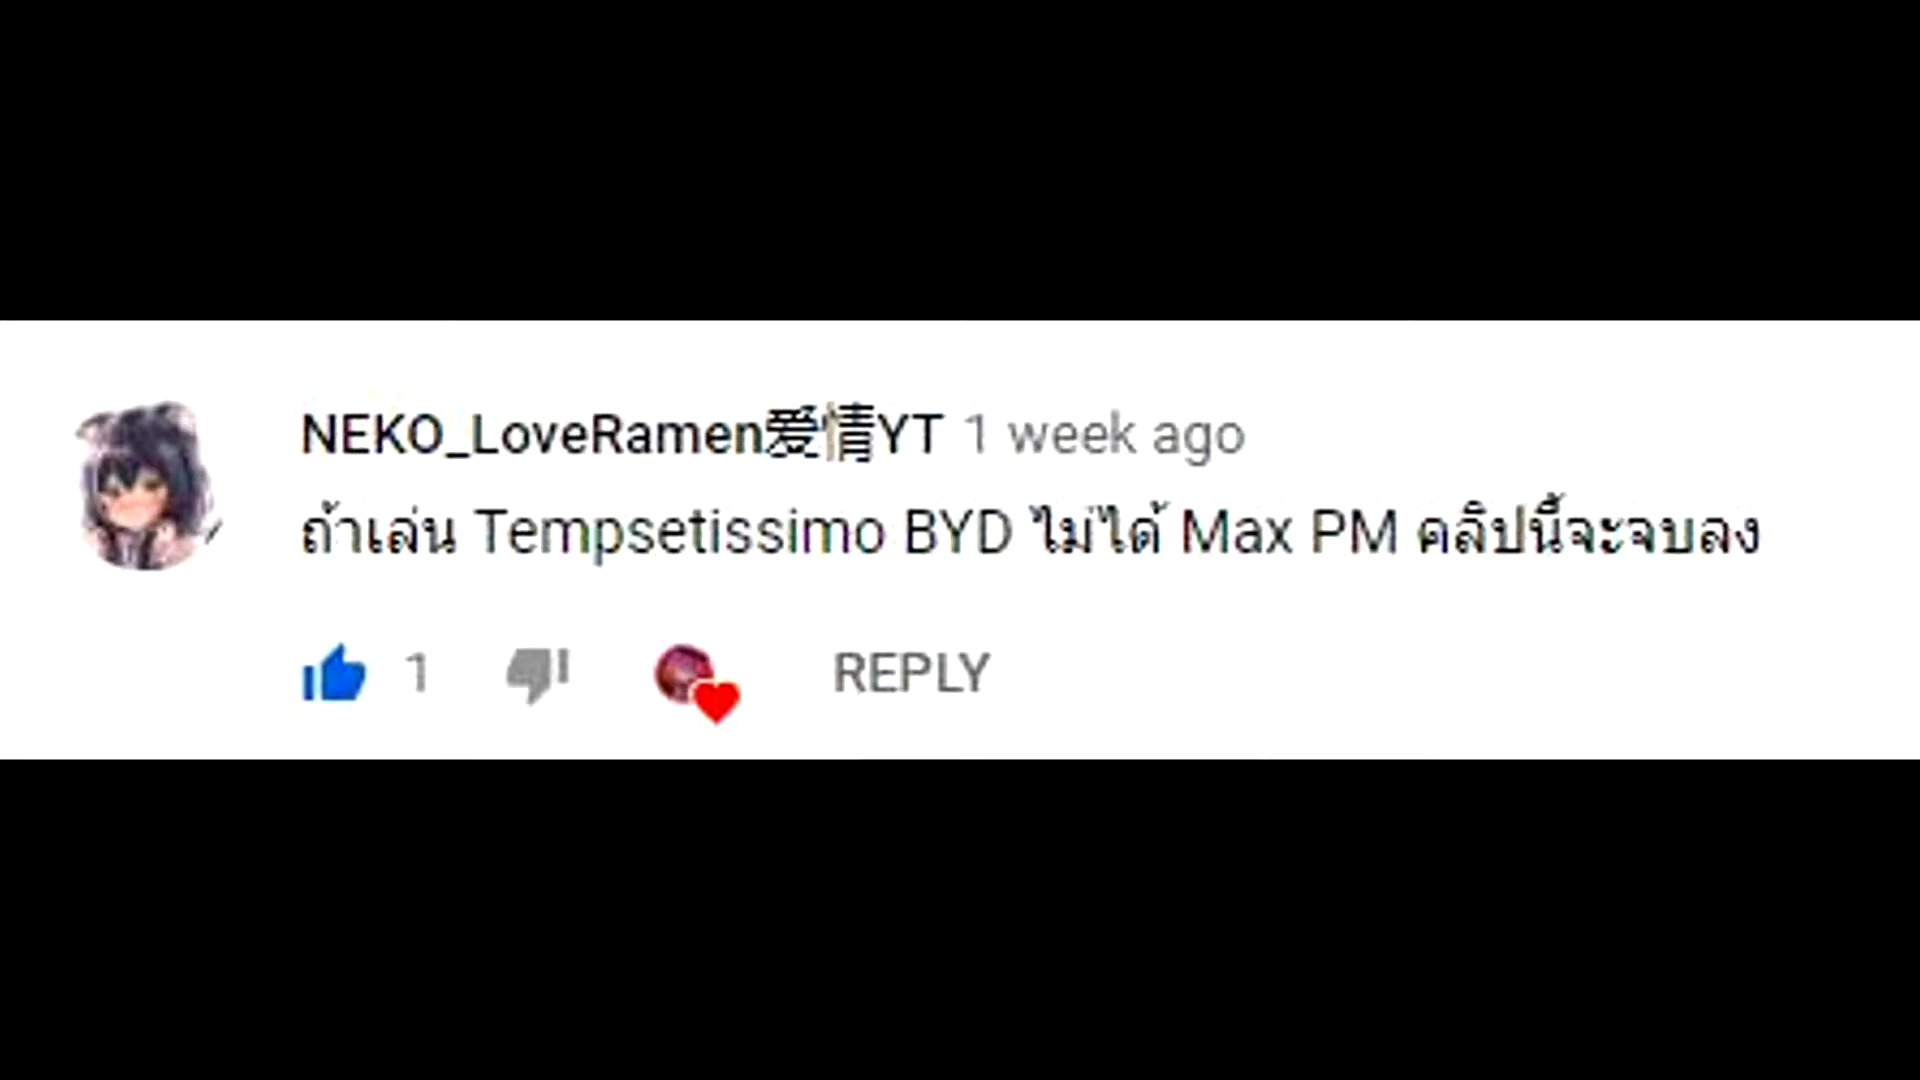 NEKO_LoveRamen爱情YT 1 week ago
ถ้าเล่น Tempsetissimo BYD ไม่ได้ Max PM คลิปนี้จะจบลง
1 REPLY